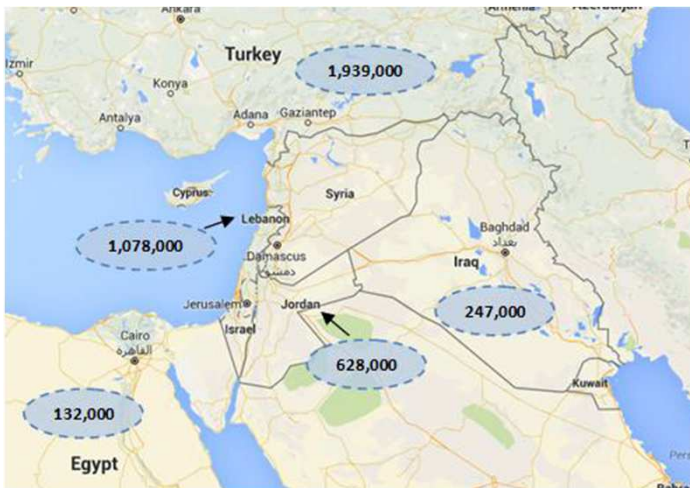 Ankara
Armenia
Azerbaijan
Turkey
1,939,000
Izmir
Konya
Antalya
Adana
Gaziantep
Cyprus
Syria
Lebanon
1,078,000
Baghdad
بغداد
Damascus
دمشق
Iraq
Jerusalem
Jordan
Israel
247,000
Cairo
القاهرة
628,000
Kuwait
132,000
Egypt
Pers